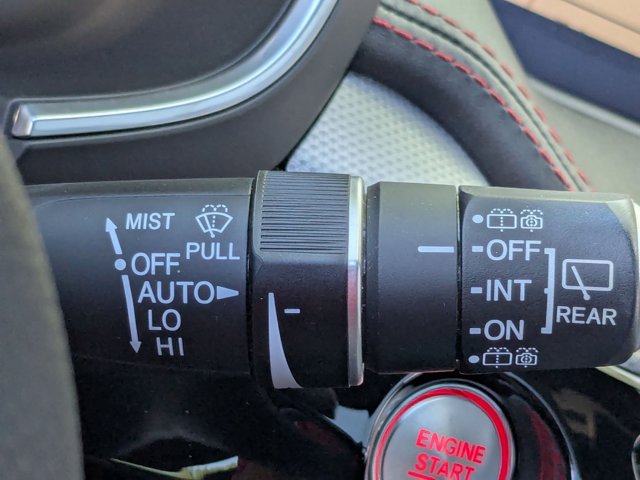 MIST
PULL
OFF
AUTO
LO
HI
OFF
INT
ON
REAR
ENGINE
START